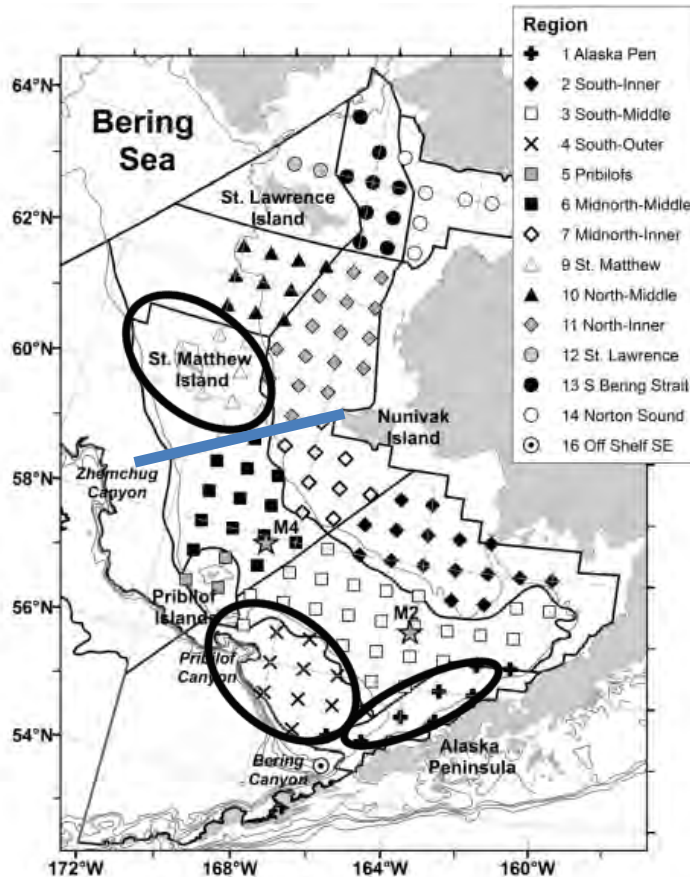 64°N
62°N
60°N
58°N
56°N
54°N
172°W
168°W
164°W
160°W
Bering
Sea
St. Lawrence
Island
St. Matthew
Island
Nunivak
Island
Zhemchug
Canyon
M4
Pribilof
Island
M2
Pribilof
Canyon
Bering
Canyon
Alaska
Peninsula
Region
1 Alaska Pen
2 South-Inner
3 South-Middle
4 South-Outer
5 Pribilofs
6 Midnorth-Middle
7 Midnorth-Inner
9 St. Matthew
10 North-Middle
11 North-Inner
12 St. Lawrence
13 S Bering Strait
14 Norton Sound
16 Off Shelf SE